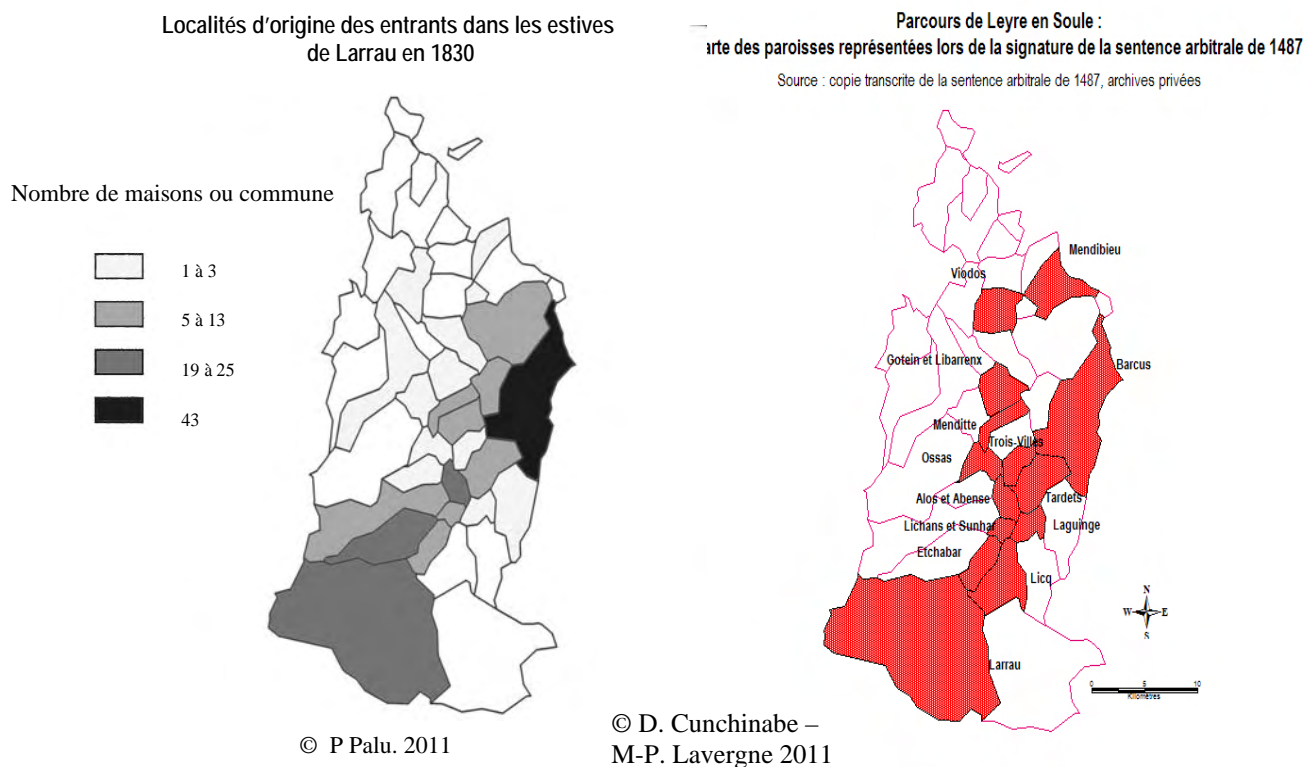 Localités d'origine des entrants dans les estives
de Larrau en 1830
Nombre de maisons ou commune
1 à 3
5 à 13
19 à 25
43
© P Palu. 2011
Parcours de Leyre en Soule :
arte des paroisses représentées lors de la signature de la sentence arbitrale de 1487
Source : copie transcrite de la sentence arbitrale de 1487, archives privées
Mendibieu
Viodos
Gotein et Libarrenx
Barcus
Menditte
Trois-Villes
Ossas
Alos et Abense
Tardets
Lichans et Sunhar
Laguinge
Etchabar
Licq
Larrau
N
W E
S
0 5 10
Kilomètres
© D. Cunchinabe –
M-P. Lavergne 2011